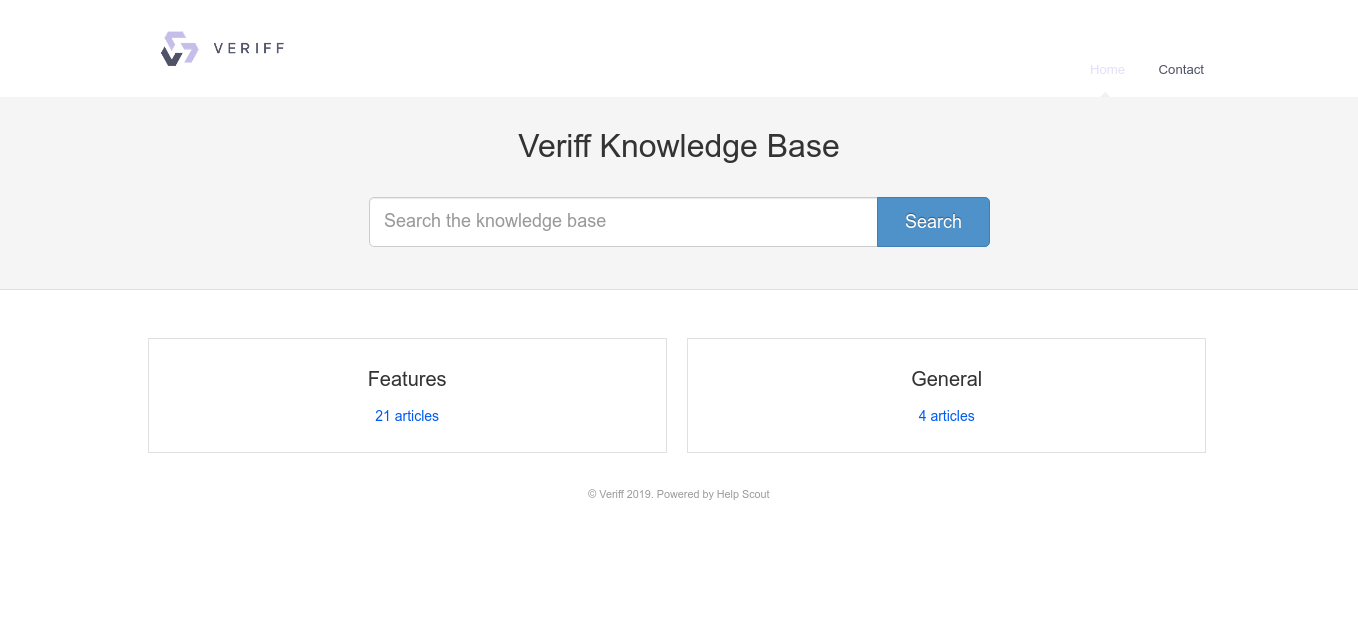 VERIFF
Home Contact
Veriff Knowledge Base
Search the knowledge base Search
Features General
21 articles 4 articles
© Veriff 2019. Powered by Help Scout